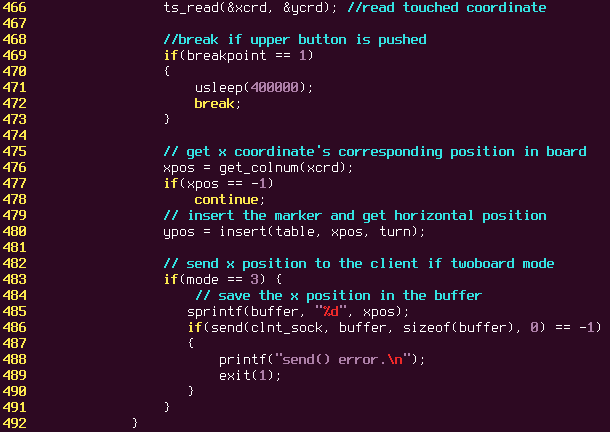 466                 ts_read(&xcrd, &ycrd); //read touched coordinate
467
468                 //break if upper button is pushed
469                 if(breakpoint == 1)
470                 {
471                     usleep(400000);
472                     break;
473                 }
474
475                 // get x coordinate's corresponding position in board
476                 xpos = get_colnum(xcrd);
477                 if(xpos == -1)
478                     continue;
479                 // insert the marker and get horizontal position
480                 ypos = insert(table, xpos, turn);
481
482                 // send x position to the client if twoboard mode
483                 if(mode == 3) {
484                     // save the x position in the buffer
485                    sprintf(buffer, "%d", xpos);
486                    if(send(clnt_sock, buffer, sizeof(buffer), 0) == -1)
487                    {
488                        printf("send() error.\n");
489                        exit(1);
490                    }
491                 }
492             }